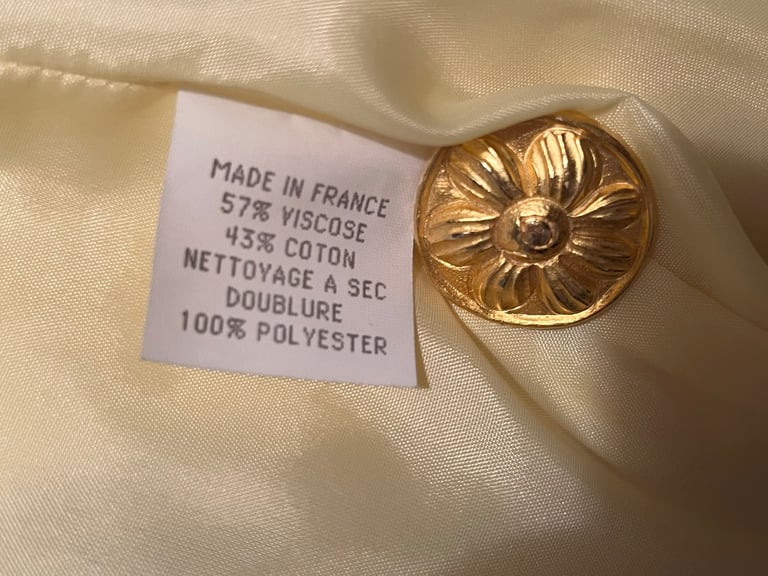 MADE IN FRANCE
57% VISCOSE
43% COTON
NETTOYAGE A SEC
DOUBLURE
100% POLYESTER